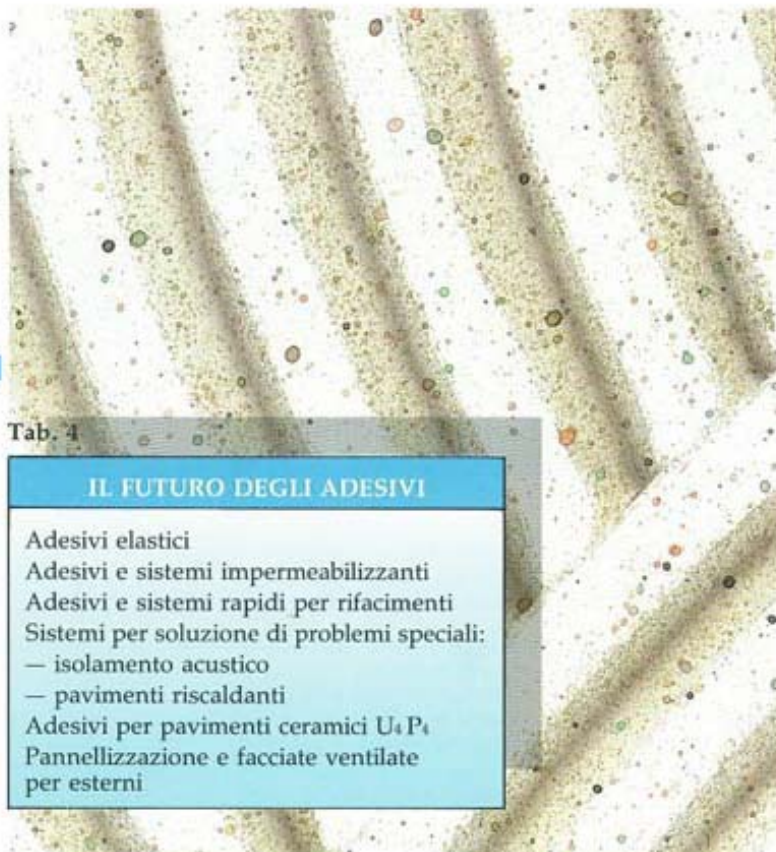 Tab. 4
IL FUTURO DEGLI ADESIVI
Adesivi elastici
Adesivi e sistemi impermeabilizzanti
Adesivi e sistemi rapidi per rifacimenti
Sistemi per soluzione di problemi speciali:
— isolamento acustico
— pavimenti riscaldanti
Adesivi per pavimenti ceramici U₄ P₄
Pannellizzazione e facciate ventilate
per esterni